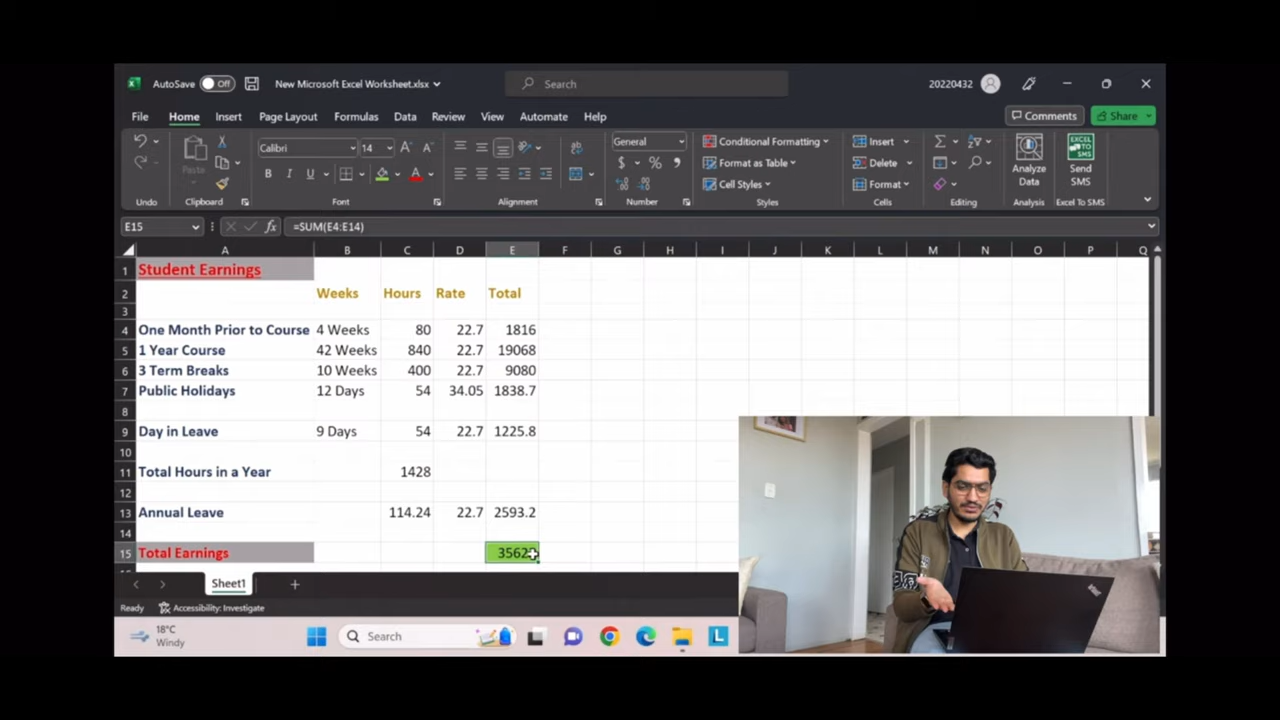 AutoSave Off New Microsoft Excel Worksheet.xlsx Search 20220432
File Home Insert Page Layout Formulas Data Review View Automate Help Comments Share
Paste Calibri 14 General Conditional Formatting Insert
B I U $ % Format as Table Delete Analyze Data Send SMS
Cell Styles Format
Undo Clipboard Font Alignment Number Styles Cells Editing Analysis Excel To SMS
E15 fx =SUM(E4:E14)
A B C D E F G H I J K L M N O P Q
1 Student Earnings
2 Weeks Hours Rate Total
3
4 One Month Prior to Course 4 Weeks 80 22.7 1816
5 1 Year Course 42 Weeks 840 22.7 19068
6 3 Term Breaks 10 Weeks 400 22.7 9080
7 Public Holidays 12 Days 54 34.05 1838.7
8
9 Day in Leave 9 Days 54 22.7 1225.8
10
11 Total Hours in a Year 1428
12
13 Annual Leave 114.24 22.7 2593.2
14
15 Total Earnings
Sheet1
Ready Accessibility: Investigate
18°C
Windy
Search
L